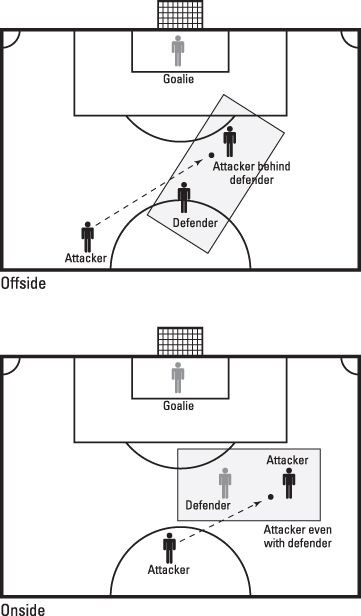 Goalie
Attacker behind
defender
Defender
Attacker
Offside
Goalie
Attacker
Defender
Attacker even
with defender
Attacker
Onside